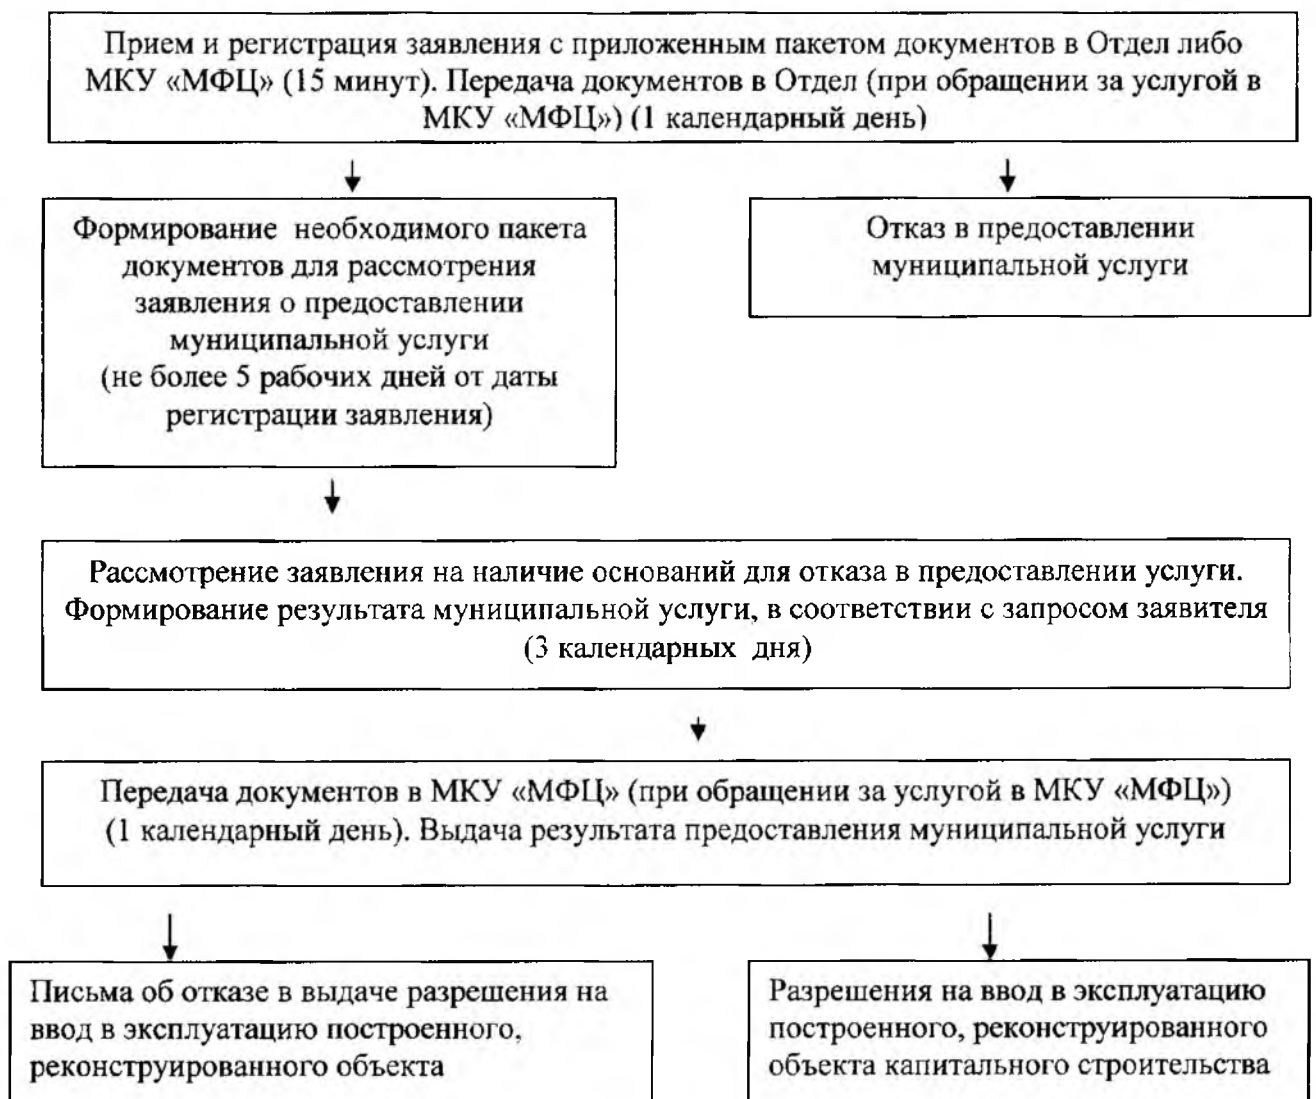 Прием и регистрация заявления с приложенным пакетом документов в Отдел либо
МКУ «МФЦ» (15 минут). Передача документов в Отдел (при обращении за услугой в
МКУ «МФЦ») (1 календарный день)
Формирование необходимого пакета
документов для рассмотрения
заявления о предоставлении
муниципальной услуги
(не более 5 рабочих дней от даты
регистрации заявления)
Отказ в предоставлении
муниципальной услуги
Рассмотрение заявления на наличие оснований для отказа в предоставлении услуги.
Формирование результата муниципальной услуги, в соответствии с запросом заявителя
(3 календарных дня)
Передача документов в МКУ «МФЦ» (при обращении за услугой в МКУ «МФЦ»)
(1 календарный день). Выдача результата предоставления муниципальной услуги
Письма об отказе в выдаче разрешения на
ввод в эксплуатацию построенного,
реконструированного объекта
Разрешения на ввод в эксплуатацию
построенного, реконструированного
объекта капитального строительства